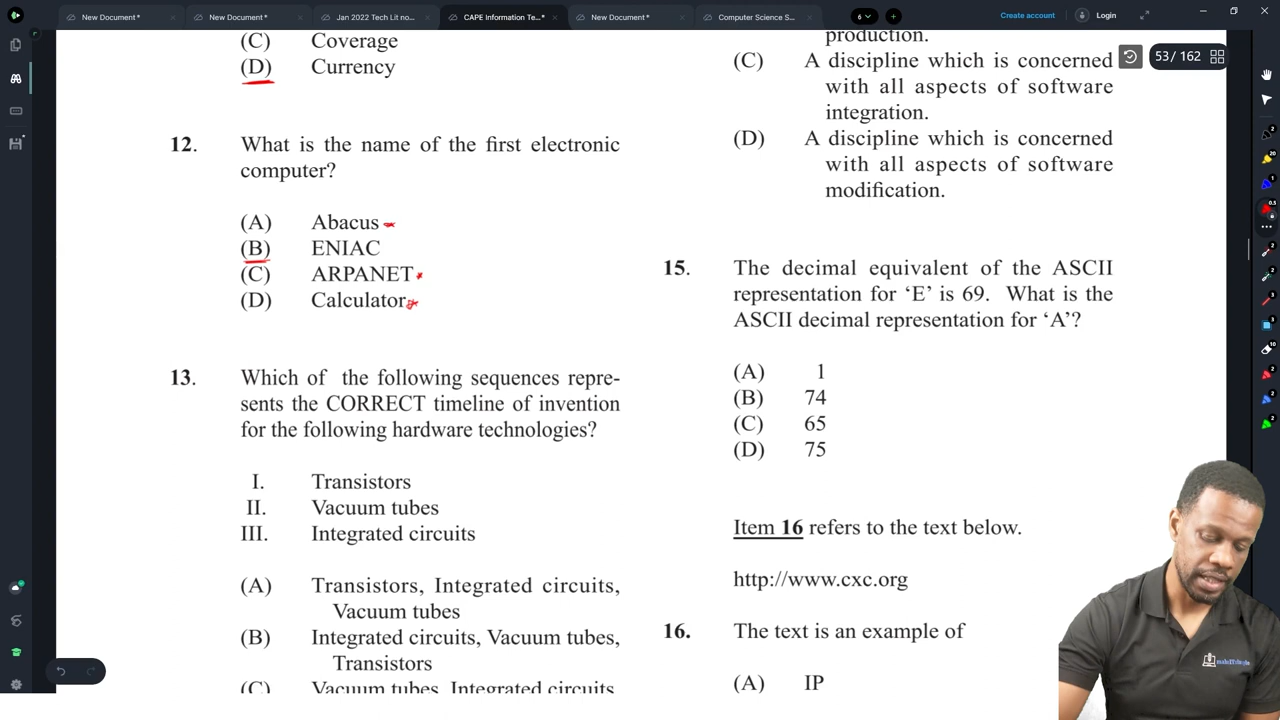 New Document*
New Document*
Jan 2022 Tech Lit no...
CAPE Information Te...*
New Document*
Computer Science S...
6
Create account
Login
53 / 162
(C) Coverage
(D) Currency
12. What is the name of the first electronic
computer?
(A) Abacus
(B) ENIAC
(C) ARPANET
(D) Calculator
13. Which of the following sequences repre-
sents the CORRECT timeline of invention
for the following hardware technologies?
I. Transistors
II. Vacuum tubes
III. Integrated circuits
(A) Transistors, Integrated circuits,
Vacuum tubes
(B) Integrated circuits, Vacuum tubes,
Transistors
(C) Vacuum tubes, Integrated circuits,
production.
(C) A discipline which is concerned
with all aspects of software
integration.
(D) A discipline which is concerned
with all aspects of software
modification.
15. The decimal equivalent of the ASCII
representation for ‘E’ is 69. What is the
ASCII decimal representation for ‘A’?
(A) 1
(B) 74
(C) 65
(D) 75
Item 16 refers to the text below.
http://www.cxc.org
16. The text is an example of
(A) IP